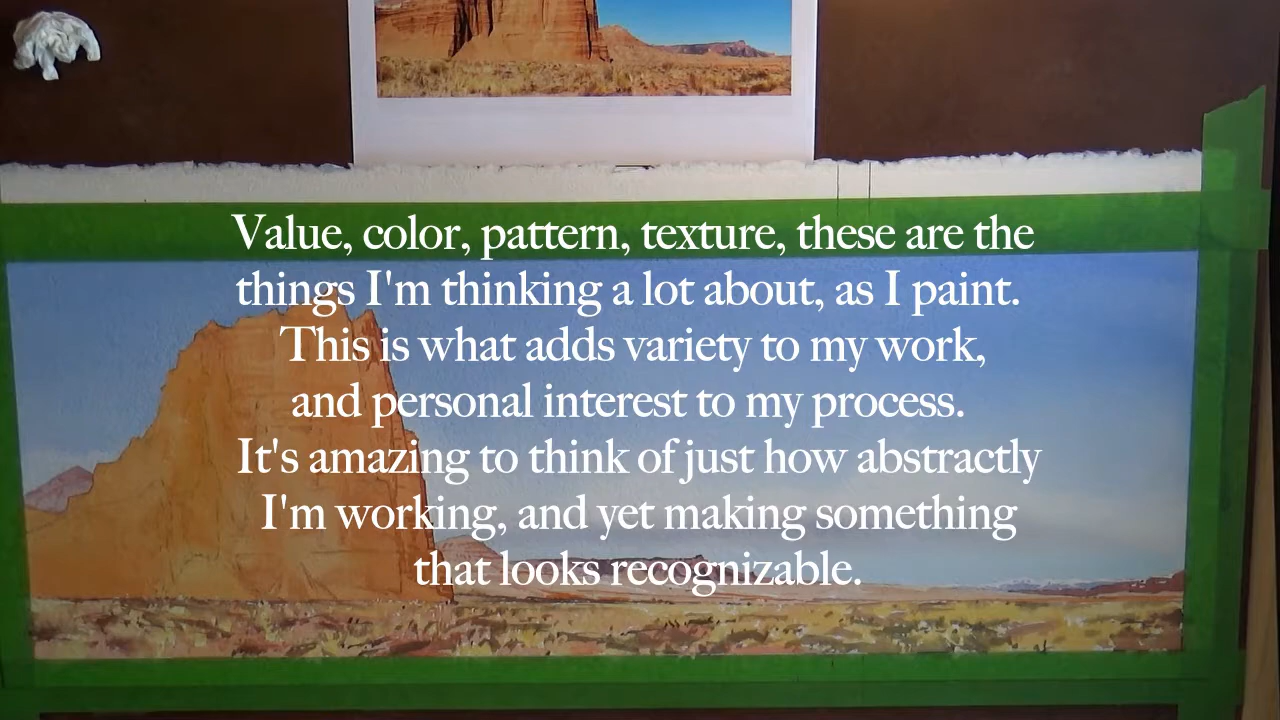 Value, color, pattern, texture, these are the
things I'm thinking a lot about, as I paint.
This is what adds variety to my work,
and personal interest to my process.
It's amazing to think of just how abstractly
I'm working, and yet making something
that looks recognizable.